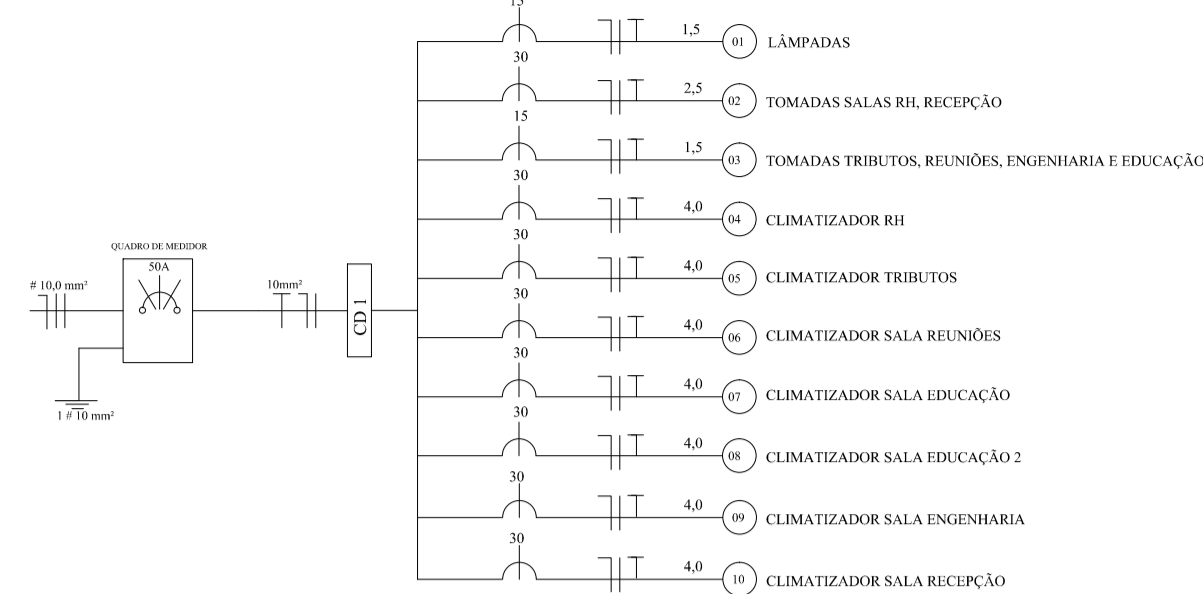 15
1,5
01
LÂMPADAS
30
2,5
02
TOMADAS SALAS RH, RECEPÇÃO
15
1,5
03
TOMADAS TRIBUTOS, REUNIÕES, ENGENHARIA E EDUCAÇÃO
30
4,0
04
CLIMATIZADOR RH
30
4,0
05
CLIMATIZADOR TRIBUTOS
30
4,0
06
CLIMATIZADOR SALA REUNIÕES
30
4,0
07
CLIMATIZADOR SALA EDUCAÇÃO
30
4,0
08
CLIMATIZADOR SALA EDUCAÇÃO 2
30
4,0
09
CLIMATIZADOR SALA ENGENHARIA
30
4,0
10
CLIMATIZADOR SALA RECEPÇÃO
QUADRO DE MEDIDOR
50A
# 10,0 mm²
10mm²
CD 1
1 # 10 mm²